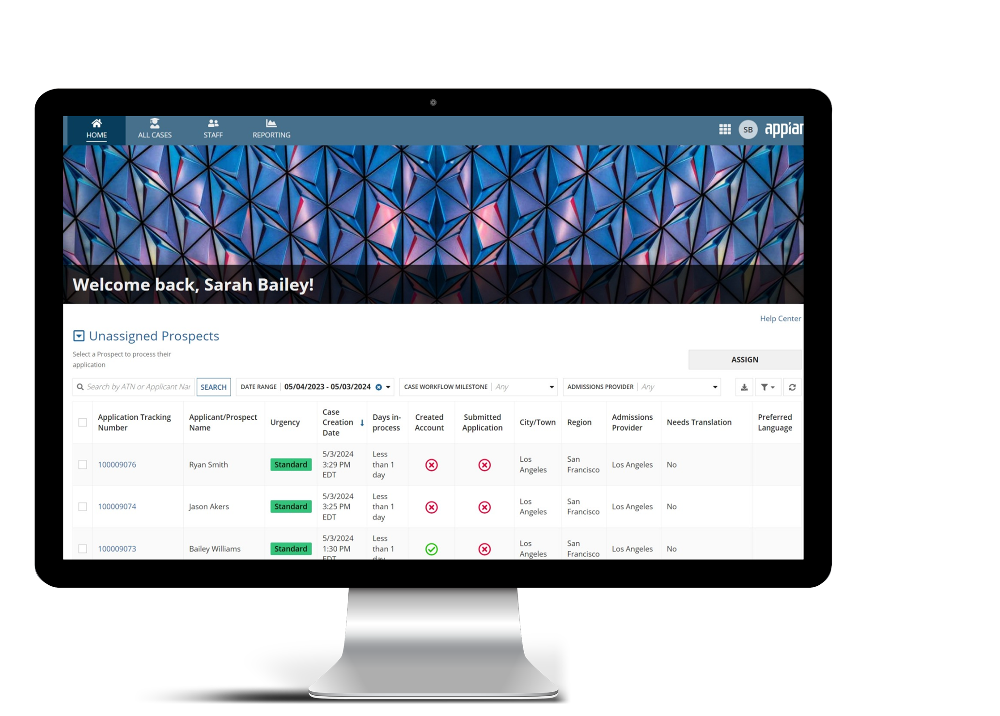 HOME
ALL CASES
STAFF
REPORTING
SB
Welcome back, Sarah Bailey!
Help Center
Unassigned Prospects
Select a Prospect to process their
application
ASSIGN
Search by ATN or Applicant Nar
SEARCH
DATE RANGE 05/04/2023 - 05/03/2024
CASE WORKFLOW MILESTONE Any
ADMISSIONS PROVIDER Any
Application Tracking
Number
Applicant/Prospect
Name
Urgency
Case
Creation
Date
Days in-
process
Created
Account
Submitted
Application
City/Town
Region
Admissions
Provider
Needs Translation
Preferred
Language
100009076
Ryan Smith
Standard
5/3/2024
3:29 PM
EDT
Less
than 1
day
Los
Angeles
San
Francisco
Los Angeles
No
100009074
Jason Akers
Standard
5/3/2024
3:25 PM
EDT
Less
than 1
day
Los
Angeles
San
Francisco
Los Angeles
No
100009073
Bailey Williams
Standard
5/3/2024
1:30 PM
EDT
Less
than 1
day
Los
Angeles
San
Francisco
Los Angeles
No